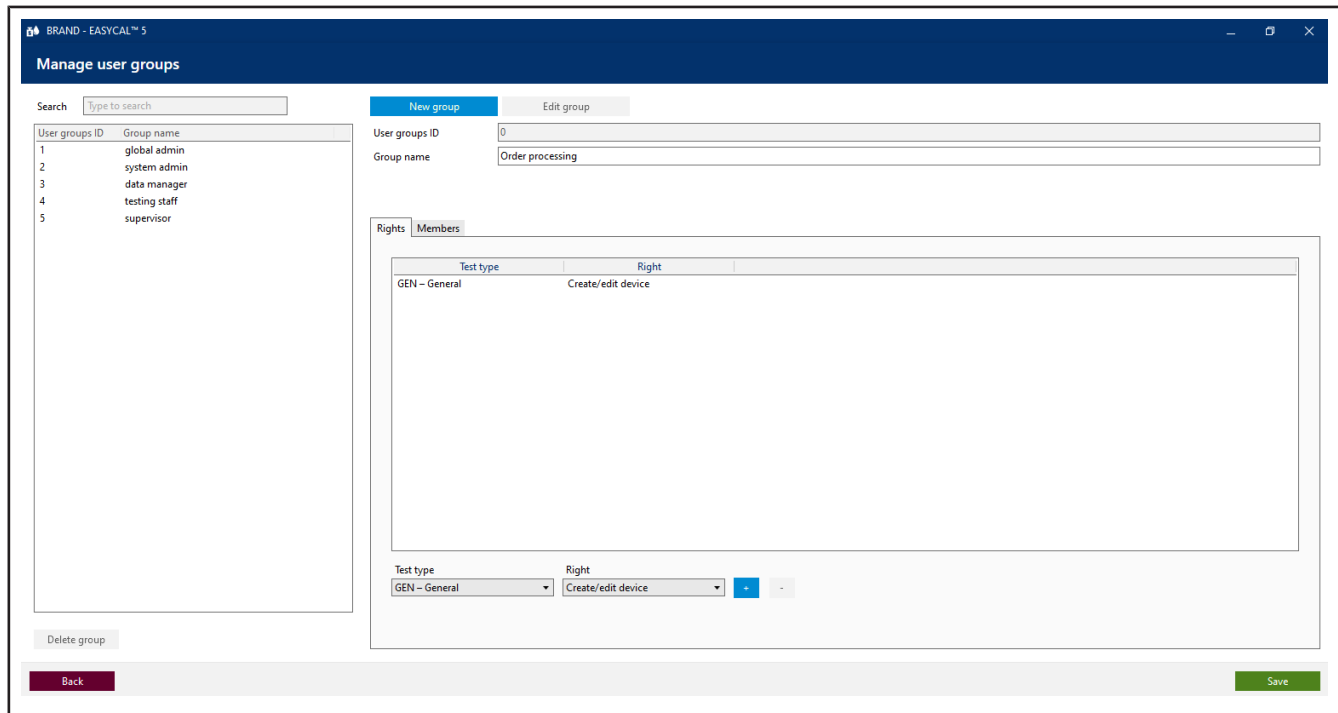 BRAND - EASYCAL™ 5
Manage user groups
Search Type to search
User groups ID Group name
1 global admin
2 system admin
3 data manager
4 testing staff
5 supervisor
Delete group
New group Edit group
User groups ID 0
Group name Order processing
Rights Members
Test type Right
GEN – General Create/edit device
Test type Right
GEN – General Create/edit device + -
Back Save